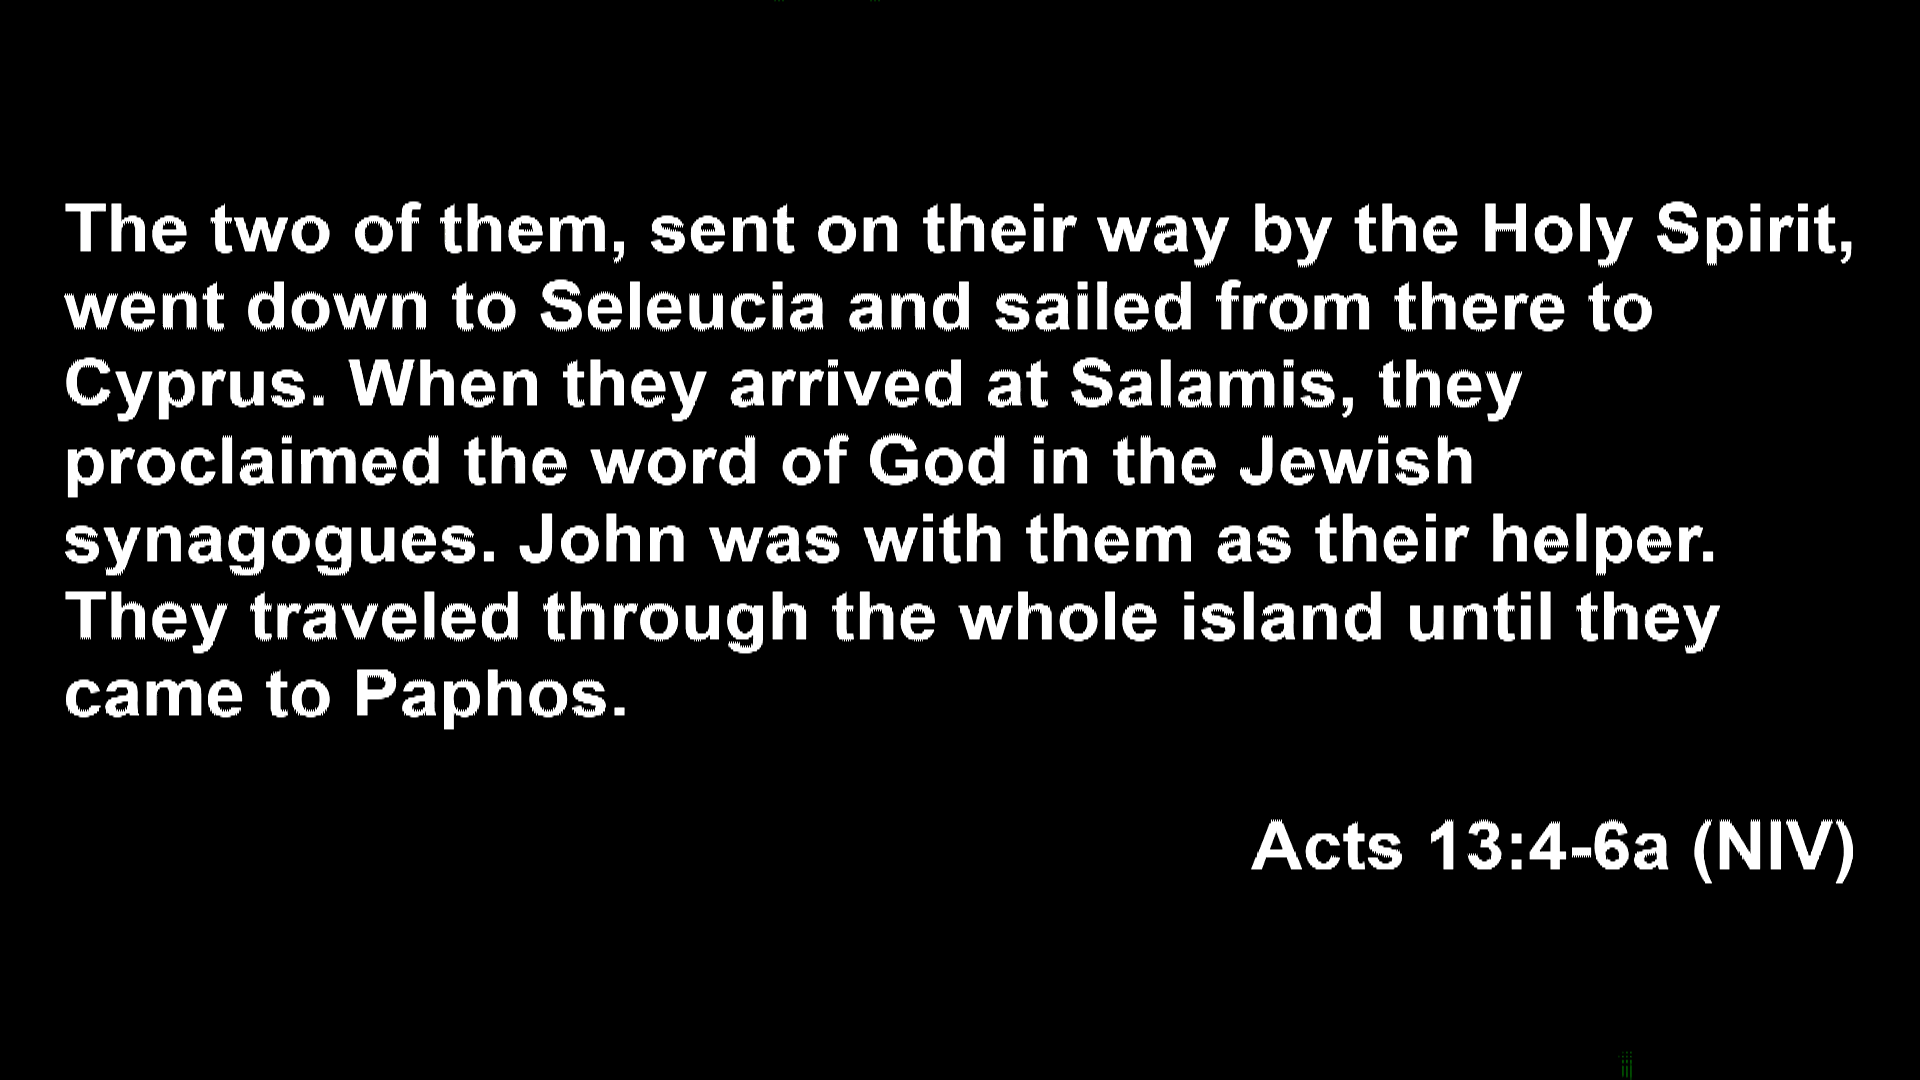 The two of them, sent on their way by the Holy Spirit,
went down to Seleucia and sailed from there to
Cyprus. When they arrived at Salamis, they
proclaimed the word of God in the Jewish
synagogues. John was with them as their helper.
They traveled through the whole island until they
came to Paphos.
Acts 13:4-6a (NIV)